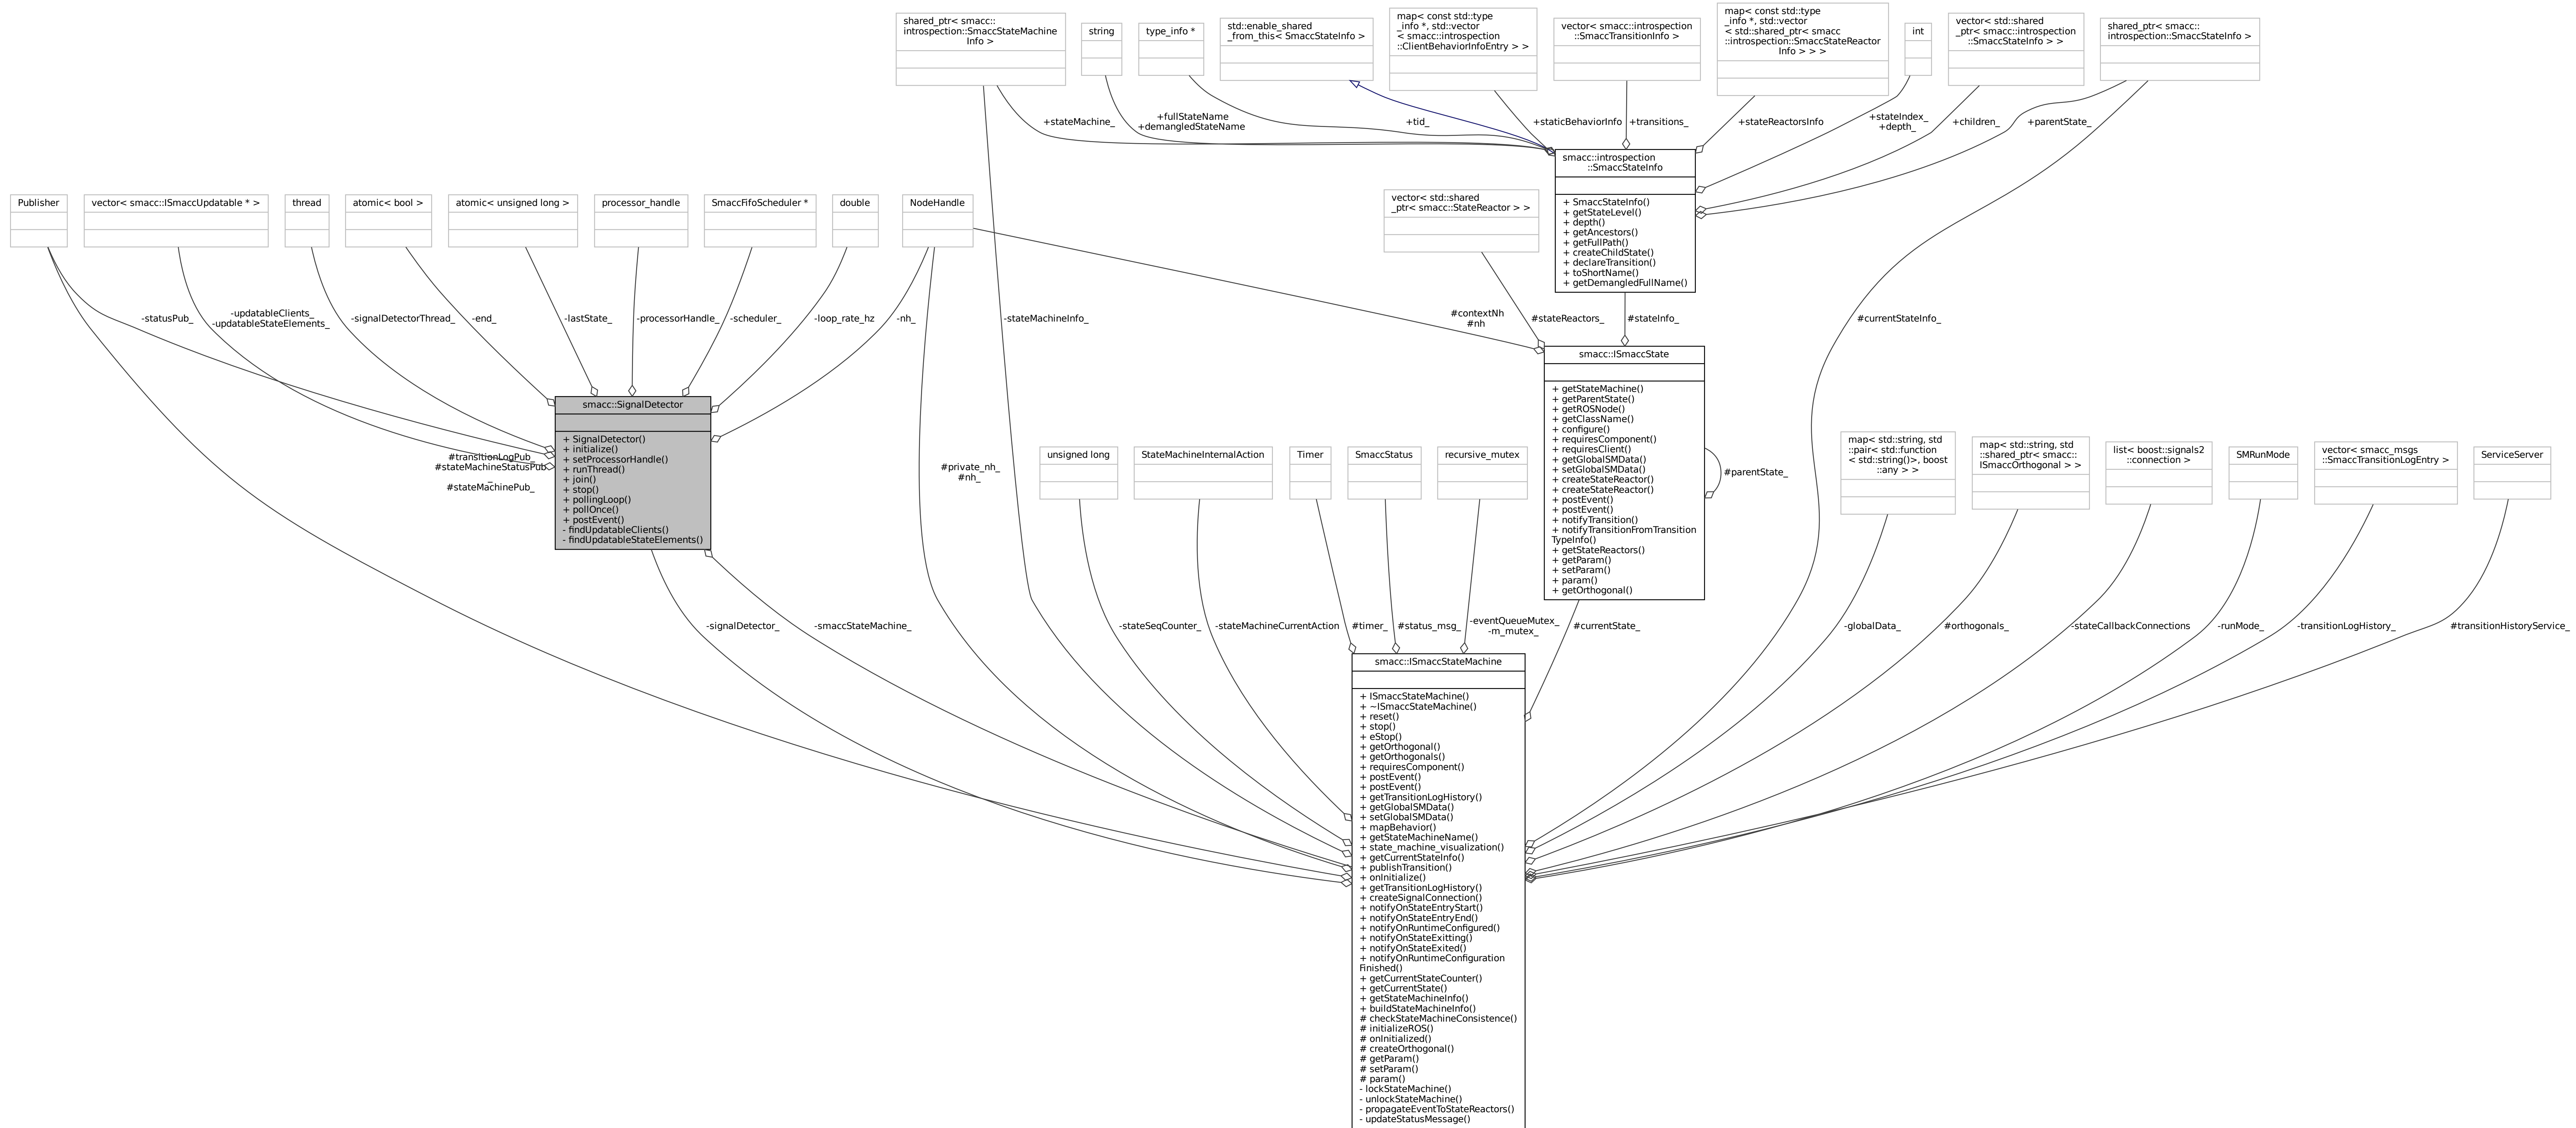 shared_ptr< smacc::
introspection::SmaccStateMachine
Info >
string
type_info *
std::enable_shared
_from_this< SmaccStateInfo >
map< const std::type
_info *, std::vector
< smacc::introspection
::ClientBehaviorInfoEntry > >
vector< smacc::introspection
::SmaccTransitionInfo >
map< const std::type
_info *, std::vector
< std::shared_ptr< smacc
::introspection::SmaccStateReactor
Info > > >
int
vector< std::shared
_ptr< smacc::introspection
::SmaccStateInfo > >
shared_ptr< smacc::
introspection::SmaccStateInfo >
+stateMachine_
+fullStateName
+demangledStateName
+tid_
+staticBehaviorInfo
+transitions_
+stateReactorsInfo
+stateIndex_
+depth_
+children_
+parentState_
smacc::introspection
::SmaccStateInfo
+ SmaccStateInfo()
+ getStateLevel()
+ depth()
+ getAncestors()
+ getFullPath()
+ createChildState()
+ declareTransition()
+ toShortName()
+ getDemangledFullName()
Publisher
vector< smacc::ISmaccUpdatable * >
thread
atomic< bool >
atomic< unsigned long >
processor_handle
SmaccFifoScheduler *
double
NodeHandle
vector< std::shared
_ptr< smacc::StateReactor > >
-statusPub_
-updatableClients_
-updatableStateElements_
-signalDetectorThread_
-end_
-lastState_
-processorHandle_
-scheduler_
-loop_rate_hz
-nh_
-stateMachineInfo_
#contextNh
#nh
#stateReactors_
#stateInfo_
#currentStateInfo_
smacc::SignalDetector
+ SignalDetector()
+ initialize()
+ setProcessorHandle()
+ runThread()
+ join()
+ stop()
+ pollingLoop()
+ pollOnce()
+ postEvent()
- findUpdatableClients()
- findUpdatableStateElements()
smacc::ISmaccState
+ getStateMachine()
+ getParentState()
+ getROSNode()
+ getClassName()
+ configure()
+ requiresComponent()
+ requiresClient()
+ getGlobalSMData()
+ setGlobalSMData()
+ createStateReactor()
+ createStateReactor()
+ postEvent()
+ postEvent()
+ notifyTransition()
+ notifyTransitionFromTransition
TypeInfo()
+ getStateReactors()
+ getParam()
+ setParam()
+ param()
+ getOrthogonal()
#parentState_
#transitionLogPub_
#stateMachineStatusPub
_
#stateMachinePub_
#private_nh_
#nh_
unsigned long
StateMachineInternalAction
Timer
SmaccStatus
recursive_mutex
map< std::string, std
::pair< std::function
< std::string()>, boost
::any > >
map< std::string, std
::shared_ptr< smacc::
ISmaccOrthogonal > >
list< boost::signals2
::connection >
SMRunMode
vector< smacc_msgs
::SmaccTransitionLogEntry >
ServiceServer
-signalDetector_
-smaccStateMachine_
-stateSeqCounter_
-stateMachineCurrentAction
#timer_
#status_msg_
-eventQueueMutex_
-m_mutex_
#currentState_
-globalData_
#orthogonals_
-stateCallbackConnections
-runMode_
-transitionLogHistory_
#transitionHistoryService_
smacc::ISmaccStateMachine
+ ISmaccStateMachine()
+ ~ISmaccStateMachine()
+ reset()
+ stop()
+ eStop()
+ getOrthogonal()
+ getOrthogonals()
+ requiresComponent()
+ postEvent()
+ postEvent()
+ getTransitionLogHistory()
+ getGlobalSMData()
+ setGlobalSMData()
+ mapBehavior()
+ getStateMachineName()
+ state_machine_visualization()
+ getCurrentStateInfo()
+ publishTransition()
+ onInitialize()
+ getTransitionLogHistory()
+ createSignalConnection()
+ notifyOnStateEntryStart()
+ notifyOnStateEntryEnd()
+ notifyOnRuntimeConfigured()
+ notifyOnStateExitting()
+ notifyOnStateExited()
+ notifyOnRuntimeConfiguration
Finished()
+ getCurrentStateCounter()
+ getCurrentState()
+ getStateMachineInfo()
+ buildStateMachineInfo()
# checkStateMachineConsistence()
# initializeROS()
# onInitialized()
# createOrthogonal()
# getParam()
# setParam()
# param()
- lockStateMachine()
- unlockStateMachine()
- propagateEventToStateReactors()
- updateStatusMessage()